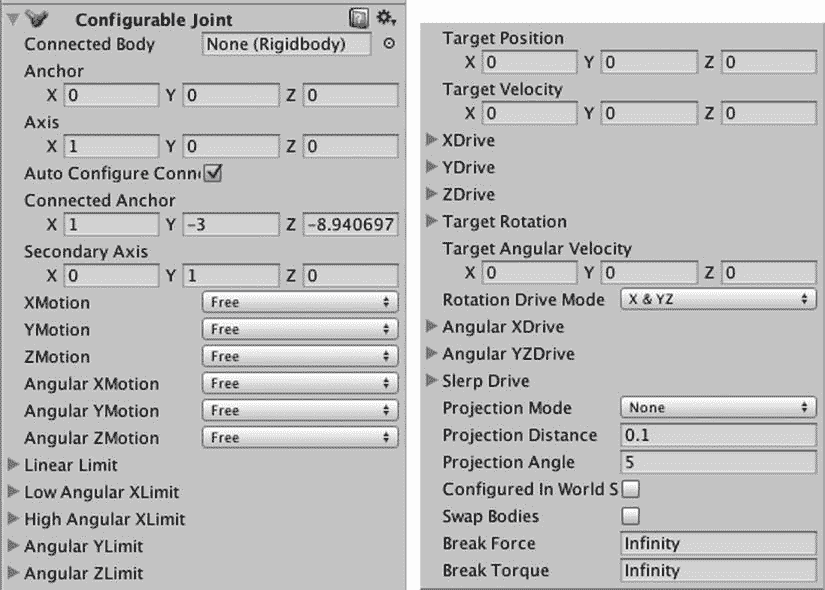 Configurable Joint
Connected Body None (Rigidbody)
Anchor
X 0 Y 0 Z 0
Axis
X 1 Y 0 Z 0
Auto Configure Conn
Connected Anchor
X 1 Y -3 Z -8.940697
Secondary Axis
X 0 Y 1 Z 0
XMotion Free
YMotion Free
ZMotion Free
Angular XMotion Free
Angular YMotion Free
Angular ZMotion Free
Linear Limit
Low Angular XLimit
High Angular XLimit
Angular YLimit
Angular ZLimit
Target Position
X 0 Y 0 Z 0
Target Velocity
X 0 Y 0 Z 0
XDrive
YDrive
ZDrive
Target Rotation
Target Angular Velocity
X 0 Y 0 Z 0
Rotation Drive Mode X & YZ
Angular XDrive
Angular YZDrive
Slerp Drive
Projection Mode None
Projection Distance 0.1
Projection Angle 5
Configured In World S
Swap Bodies
Break Force Infinity
Break Torque Infinity